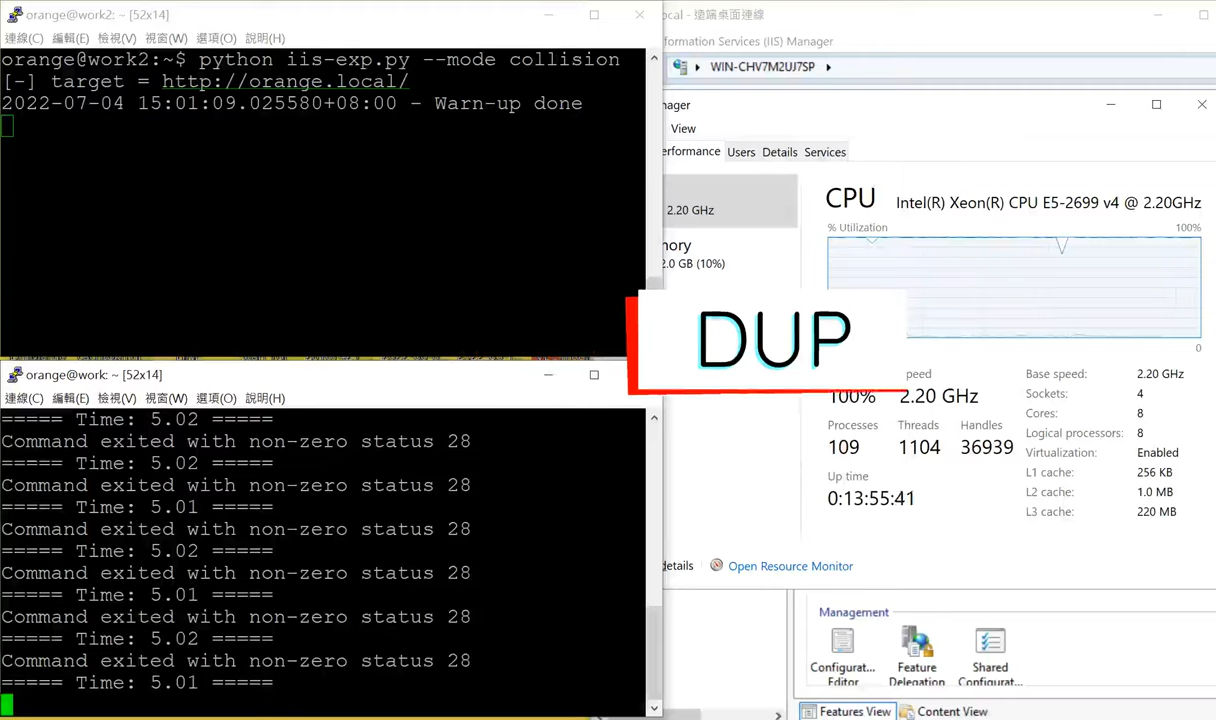 orange@work2: ~ [52x14]
連線(C) 編輯(E) 檢視(V) 視窗(W) 選項(O) 說明(H)
orange@work2:~$ python iis-exp.py --mode collision
[-] target = http://orange.local/
2022-07-04 15:01:09.025580+08:00 - Warn-up done
orange@work: ~ [52x14]
連線(C) 編輯(E) 檢視(V) 視窗(W) 選項(O) 說明(H)
===== Time: 5.02 =====
Command exited with non-zero status 28
===== Time: 5.02 =====
Command exited with non-zero status 28
===== Time: 5.01 =====
Command exited with non-zero status 28
===== Time: 5.02 =====
Command exited with non-zero status 28
===== Time: 5.01 =====
Command exited with non-zero status 28
===== Time: 5.02 =====
Command exited with non-zero status 28
===== Time: 5.01 =====
ocal - 遠端桌面連線
formation Services (IIS) Manager
WIN-CHV7M2UJ7SP
nager
View
erformance Users Details Services
2.20 GHz
mory
2.0 GB (10%)
CPU Intel(R) Xeon(R) CPU E5-2699 v4 @ 2.20GHz
% Utilization 100%
0
DUP
peed
100% 2.20 GHz
Processes Threads Handles
109 1104 36939
Up time
0:13:55:41
Base speed: 2.20 GHz
Sockets: 4
Cores: 8
Logical processors: 8
Virtualization: Enabled
L1 cache: 256 KB
L2 cache: 1.0 MB
L3 cache: 220 MB
details Open Resource Monitor
Management
Configurat... Editor
Feature Delegation
Shared Configurat...
Features View Content View